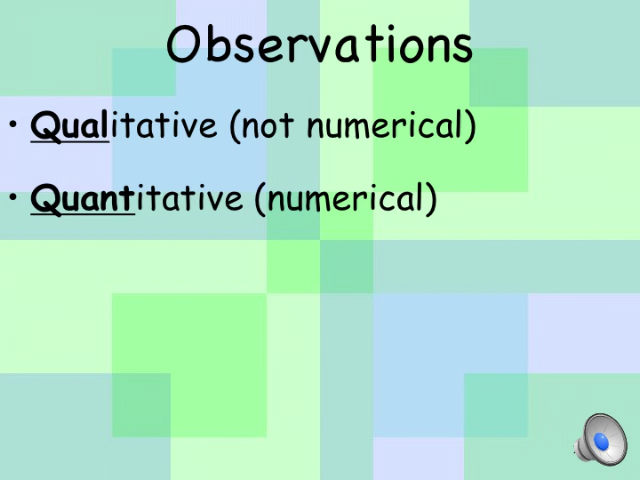 Observations
• Qualitative (not numerical)
• Quantitative (numerical)